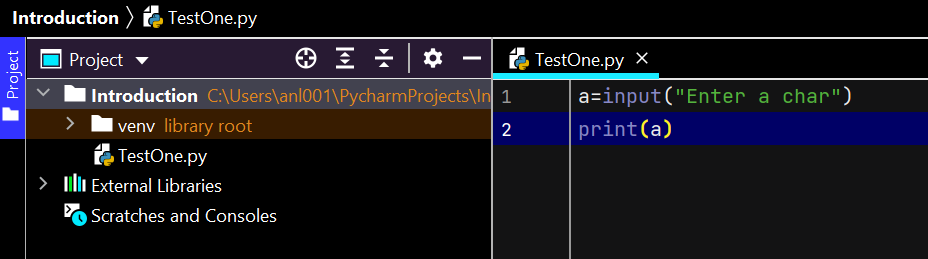 Introduction TestOne.py
Project
Project
TestOne.py
Introduction C:\Users\anl001\PycharmProjects\In
venv library root
TestOne.py
External Libraries
Scratches and Consoles
1 a=input("Enter a char")
2 print(a)